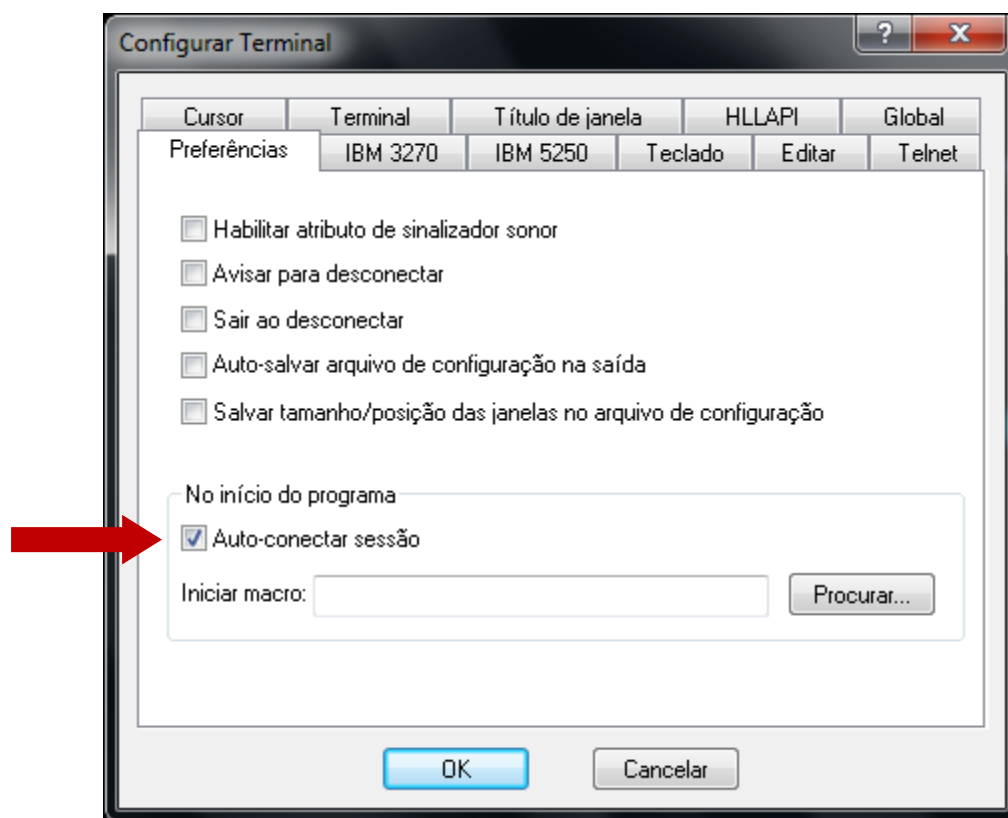 Configurar Terminal
?
Cursor
Terminal
Título de janela
HLLAPI
Global
Preferências
IBM 3270
IBM 5250
Teclado
Editar
Telnet
Habilitar atributo de sinalizador sonor
Avisar para desconectar
Sair ao desconectar
Auto-salvar arquivo de configuração na saída
Salvar tamanho/posição das janelas no arquivo de configuração
No início do programa
Auto-conectar sessão
Iniciar macro:
Procurar...
OK
Cancelar